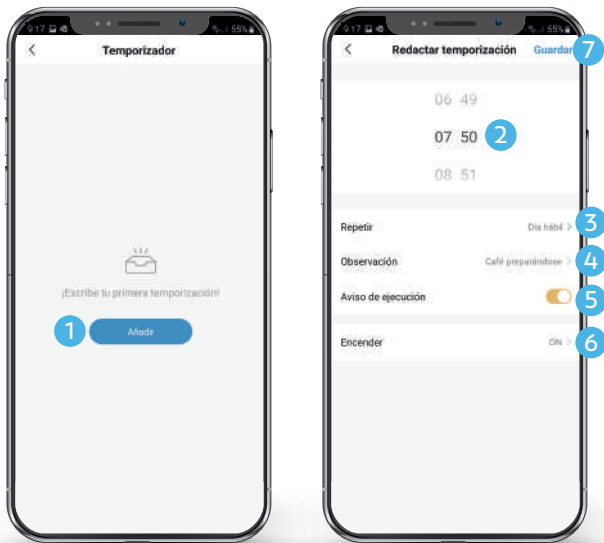 9:17 55%
Temporizador
¡Escribe tu primera temporización!
1 Añadir
9:17 55%
Redactar temporización Guardar 7
06 49
07 50 2
08 51
Repetir Día hábil > 3
Observación Café preparándose > 4
Aviso de ejecución 5
Encender ON > 6